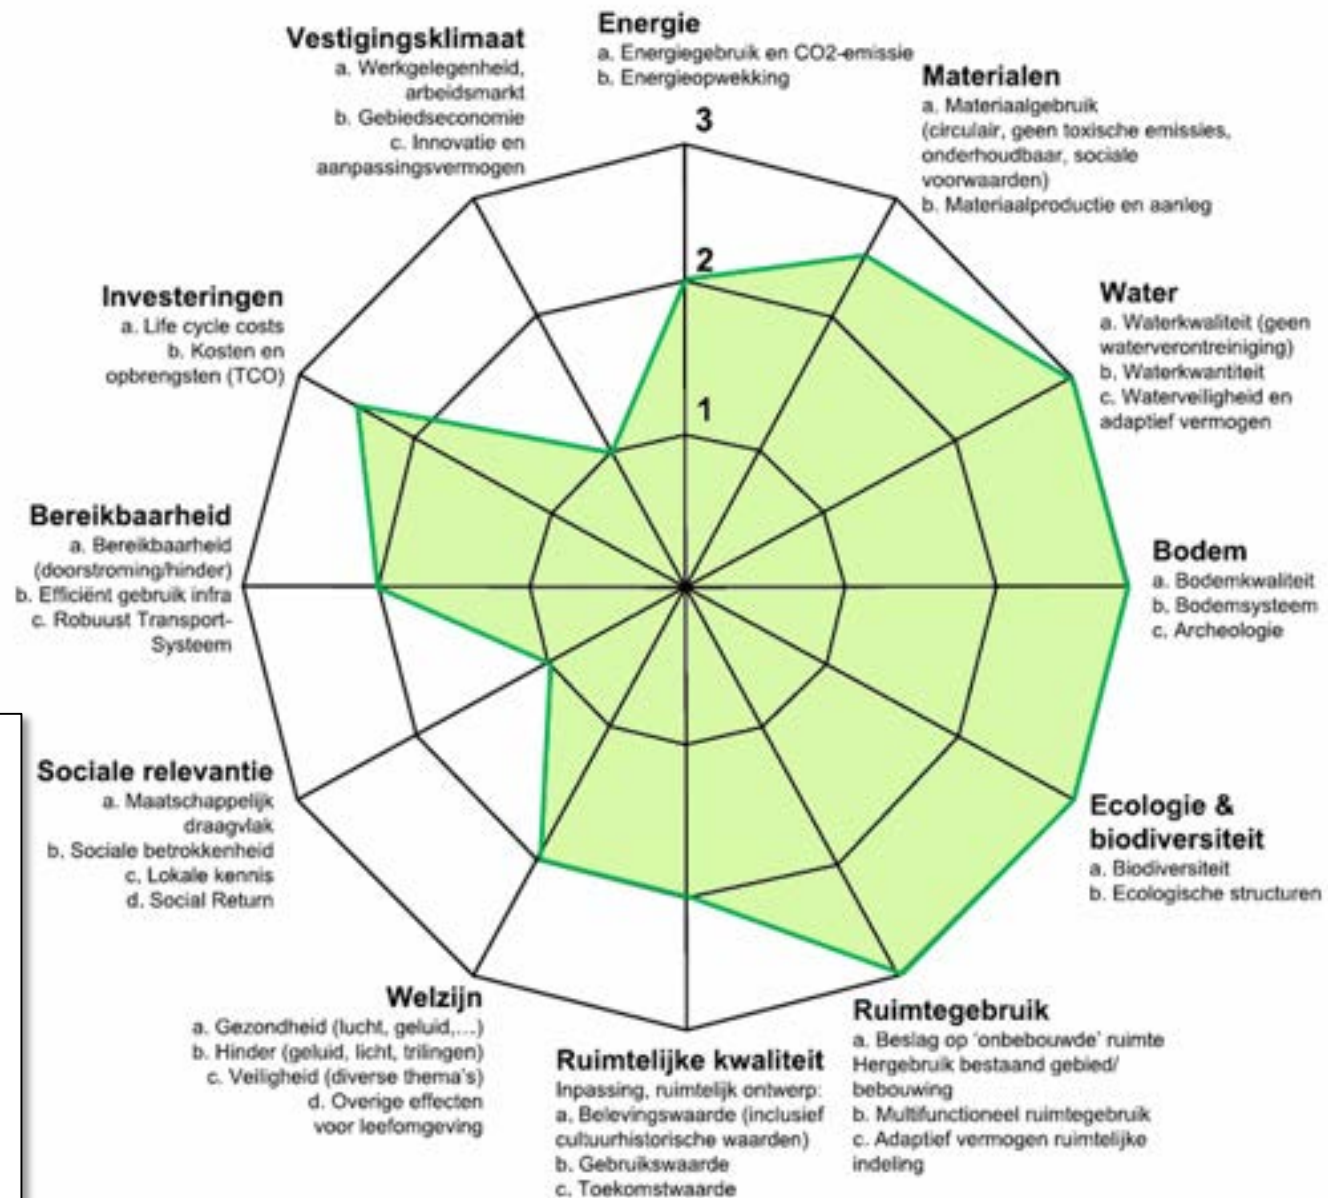 Energie
a. Energiegebruik en CO2-emissie
b. Energieopwekking
Materialen
a. Materiaalgebruik
(circulair, geen toxische emissies,
onderhoudbaar, sociale
voorwaarden)
b. Materiaalproductie en aanleg
Water
a. Waterkwaliteit (geen
waterverontreiniging)
b. Waterkwantiteit
c. Waterveiligheid en
adaptief vermogen
Bodem
a. Bodemkwaliteit
b. Bodemsysteem
c. Archeologie
Ecologie &
biodiversiteit
a. Biodiversiteit
b. Ecologische structuren
Ruimtegebruik
a. Beslag op 'onbebouwde' ruimte
Hergebruik bestaand gebied/
bebouwing
b. Multifunctioneel ruimtegebruik
c. Adaptief vermogen ruimtelijke
indeling
Ruimtelijke kwaliteit
Inpassing, ruimtelijk ontwerp:
a. Belevingswaarde (inclusief
cultuurhistorische waarden)
b. Gebruikswaarde
c. Toekomstwaarde
Welzijn
a. Gezondheid (lucht, geluid,...)
b. Hinder (geluid, licht, trilingen)
c. Veiligheid (diverse thema's)
d. Overige effecten
voor leefomgeving
Sociale relevantie
a. Maatschappelijk
draagvlak
b. Sociale betrokkenheid
c. Lokale kennis
d. Social Return
Bereikbaarheid
a. Bereikbaarheid
(doorstroming/hinder)
b. Efficiënt gebruik infra
c. Robuust Transport-
Systeem
Investeringen
a. Life cycle costs
b. Kosten en
opbrengsten (TCO)
Vestigingsklimaat
a. Werkgelegenheid,
arbeidsmarkt
b. Gebiedseconomie
c. Innovatie en
aanpassingsvermogen
3
2
1